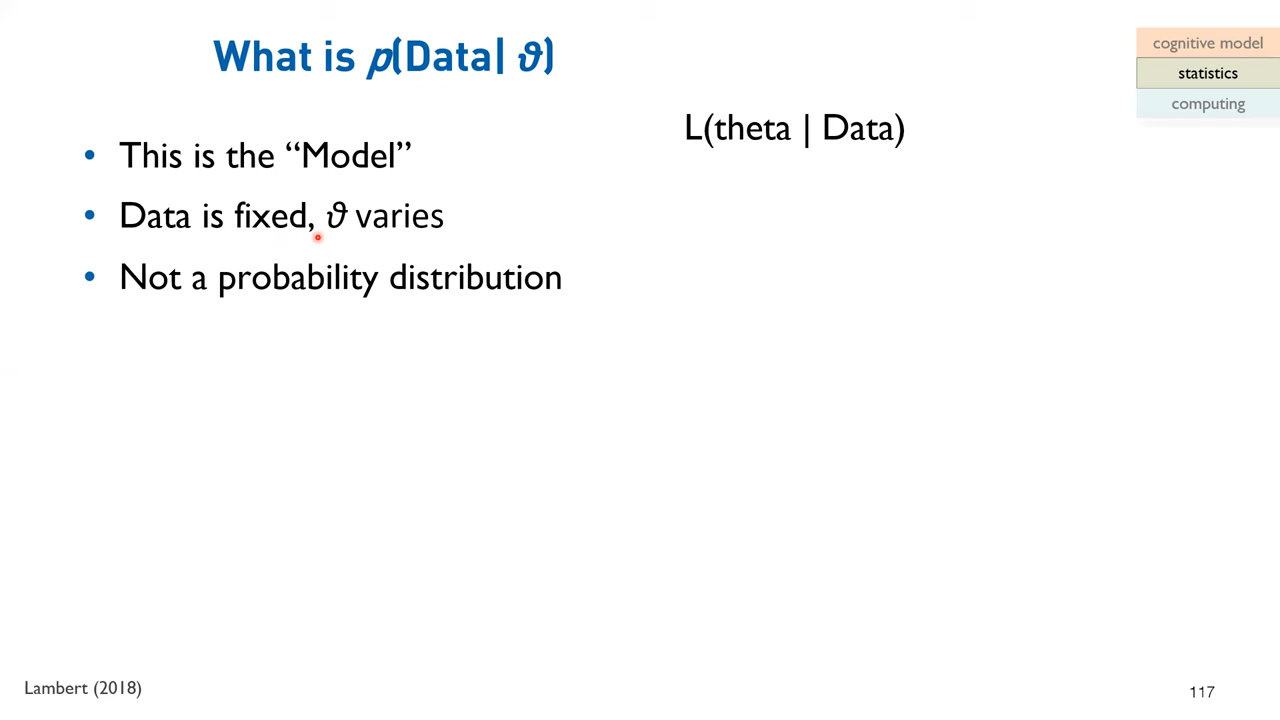 What is p(Data| ϑ)
cognitive model
statistics
computing
L(theta | Data)
• This is the “Model”
• Data is fixed, ϑ varies
• Not a probability distribution
Lambert (2018)
117